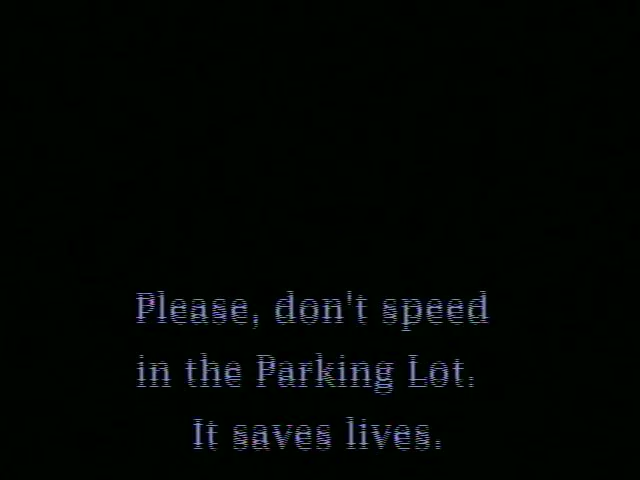 Please, don't speed
in the Parking Lot.
It saves lives.